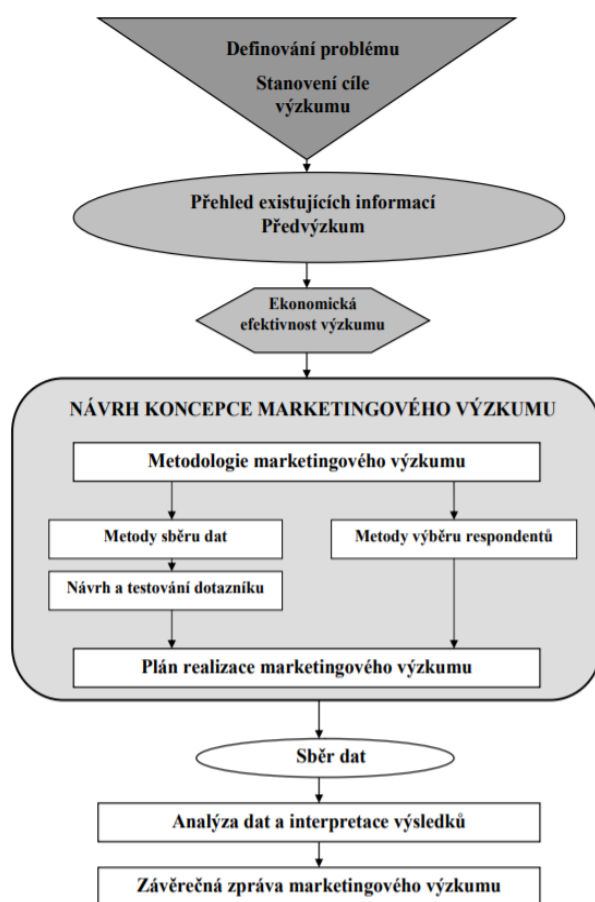 Definování problému
Stanovení cíle
výzkumu
Přehled existujících informací
Předvýzkum
Ekonomická
efektivnost výzkumu
NÁVRH KONCEPCE MARKETINGOVÉHO VÝZKUMU
Metodologie marketingového výzkumu
Metody sběru dat
Metody výběru respondentů
Návrh a testování dotazníku
Plán realizace marketingového výzkumu
Sběr dat
Analýza dat a interpretace výsledků
Závěrečná zpráva marketingového výzkumu